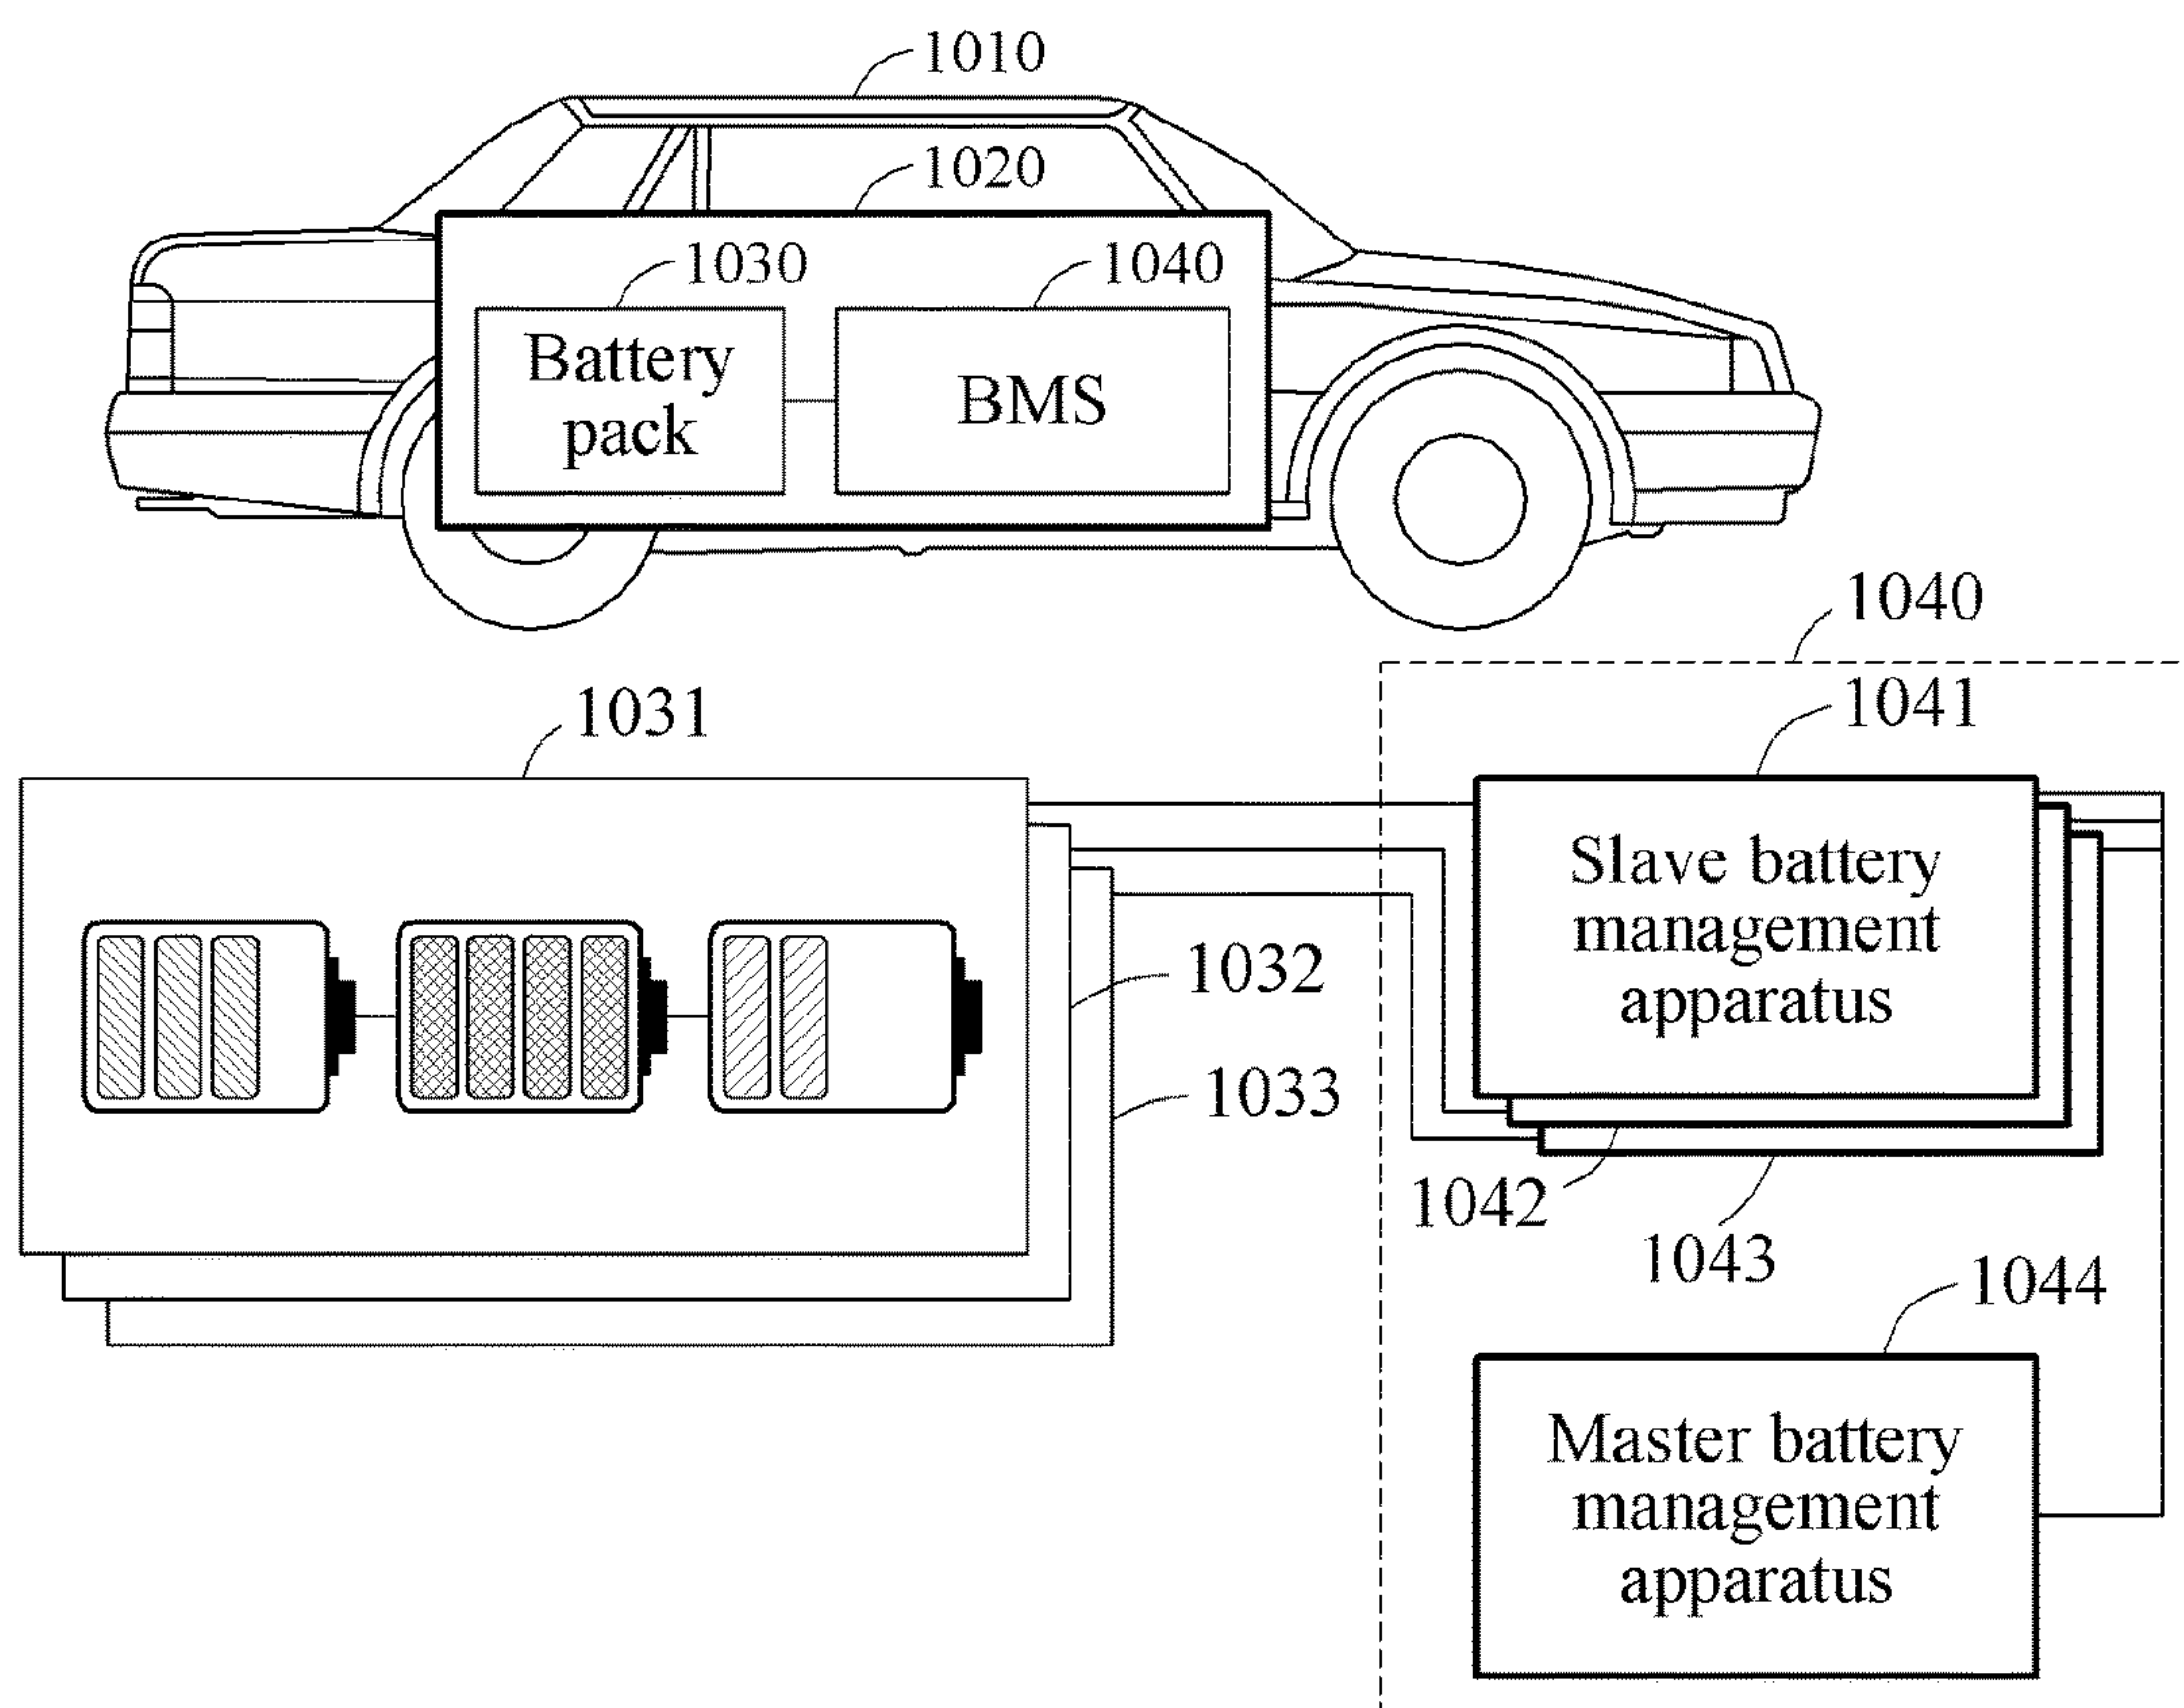 1010
1020
1030
1040
Battery
pack
BMS
1040
1031
1041
Slave battery
management
apparatus
1032
1033
1042
1043
1044
Master battery
management
apparatus